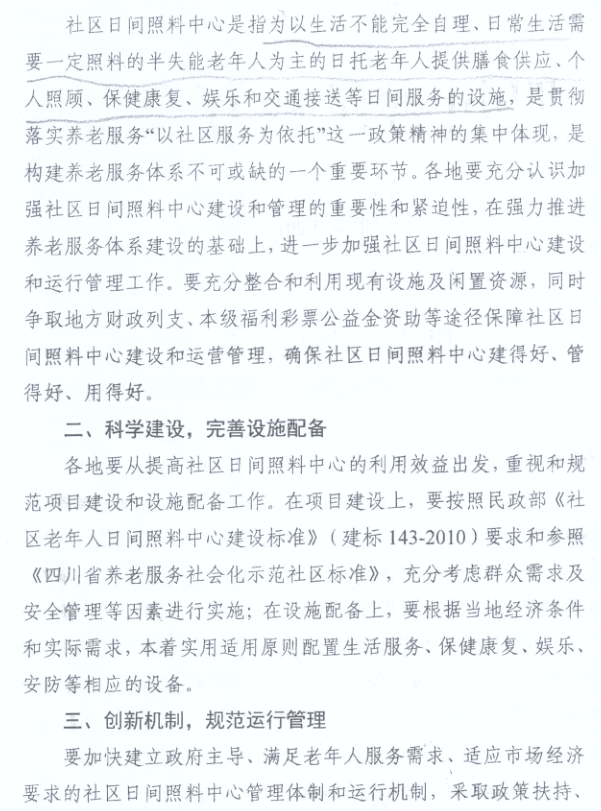 社区日间照料中心是指为以生活不能完全自理、日常生活需
要一定照料的半失能老年人为主的日托老年人提供膳食供应、个
人照顾、保健康复、娱乐和交通接送等日间服务的设施，是贯彻
落实养老服务“以社区服务为依托”这一政策精神的集中体现，是
构建养老服务体系不可或缺的一个重要环节。各地要充分认识加
强社区日间照料中心建设和管理的重要性和紧迫性，在强力推进
养老服务体系建设的基础上，进一步加强社区日间照料中心建设
和运行管理工作。要充分整合和利用现有设施及闲置资源，同时
争取地方财政列支、本级福利彩票公益金资助等途径保障社区日
间照料中心建设和运营管理，确保社区日间照料中心建得好、管
得好、用得好。
二、科学建设，完善设施配备
各地要从提高社区日间照料中心的利用效益出发，重视和规
范项目建设和设施配备工作。在项目建设上，要按照民政部《社
区老年人日间照料中心建设标准》（建标 143-2010）要求和参照
《四川省养老服务社会化示范社区标准》，充分考虑群众需求及
安全管理等因素进行实施；在设施配备上，要根据当地经济条件
和实际需求，本着实用适用原则配置生活服务、保健康复、娱乐、
安防等相应的设备。
三、创新机制，规范运行管理
要加快建立政府主导、满足老年人服务需求、适应市场经济
要求的社区日间照料中心管理体制和运行机制，采取政策扶持、